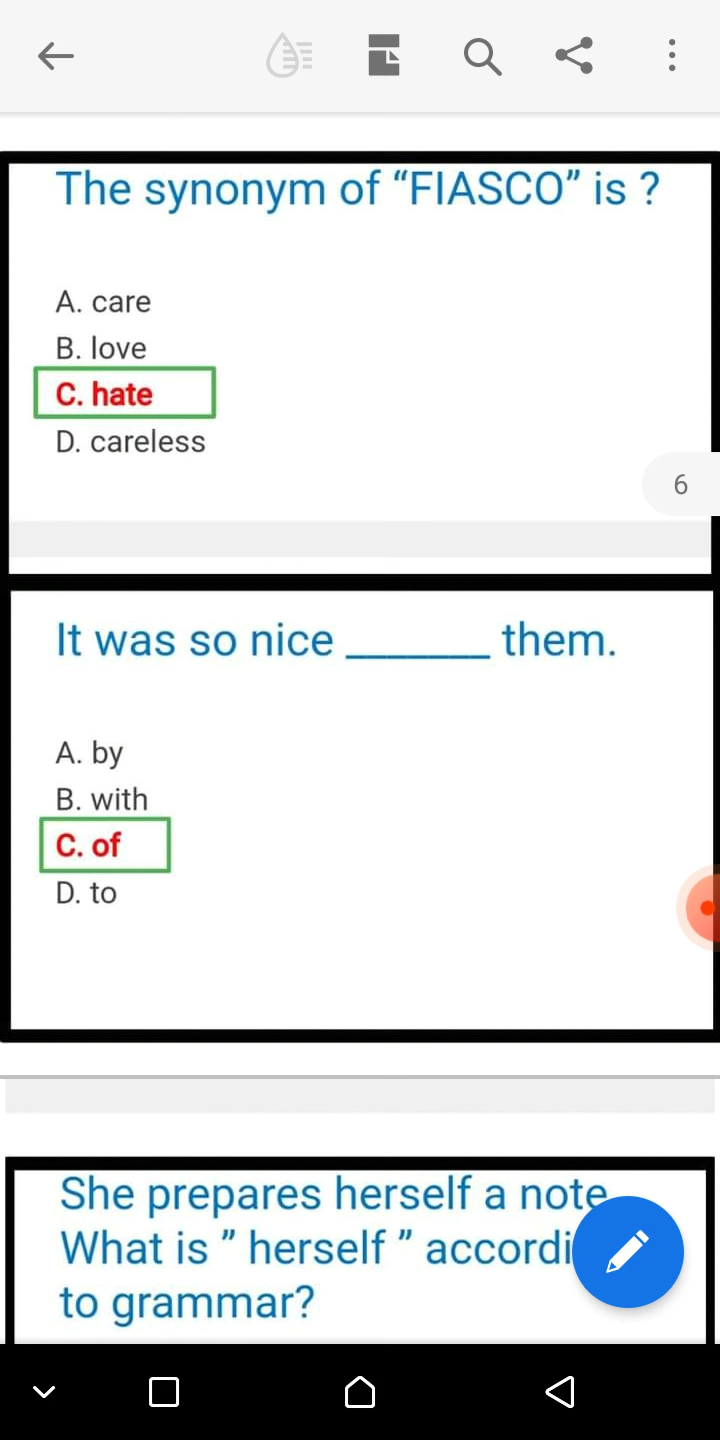 The synonym of “FIASCO” is ?
A. care
B. love
C. hate
D. careless
6
It was so nice _______ them.
A. by
B. with
C. of
D. to
She prepares herself a note
What is ” herself ” accordi
to grammar?